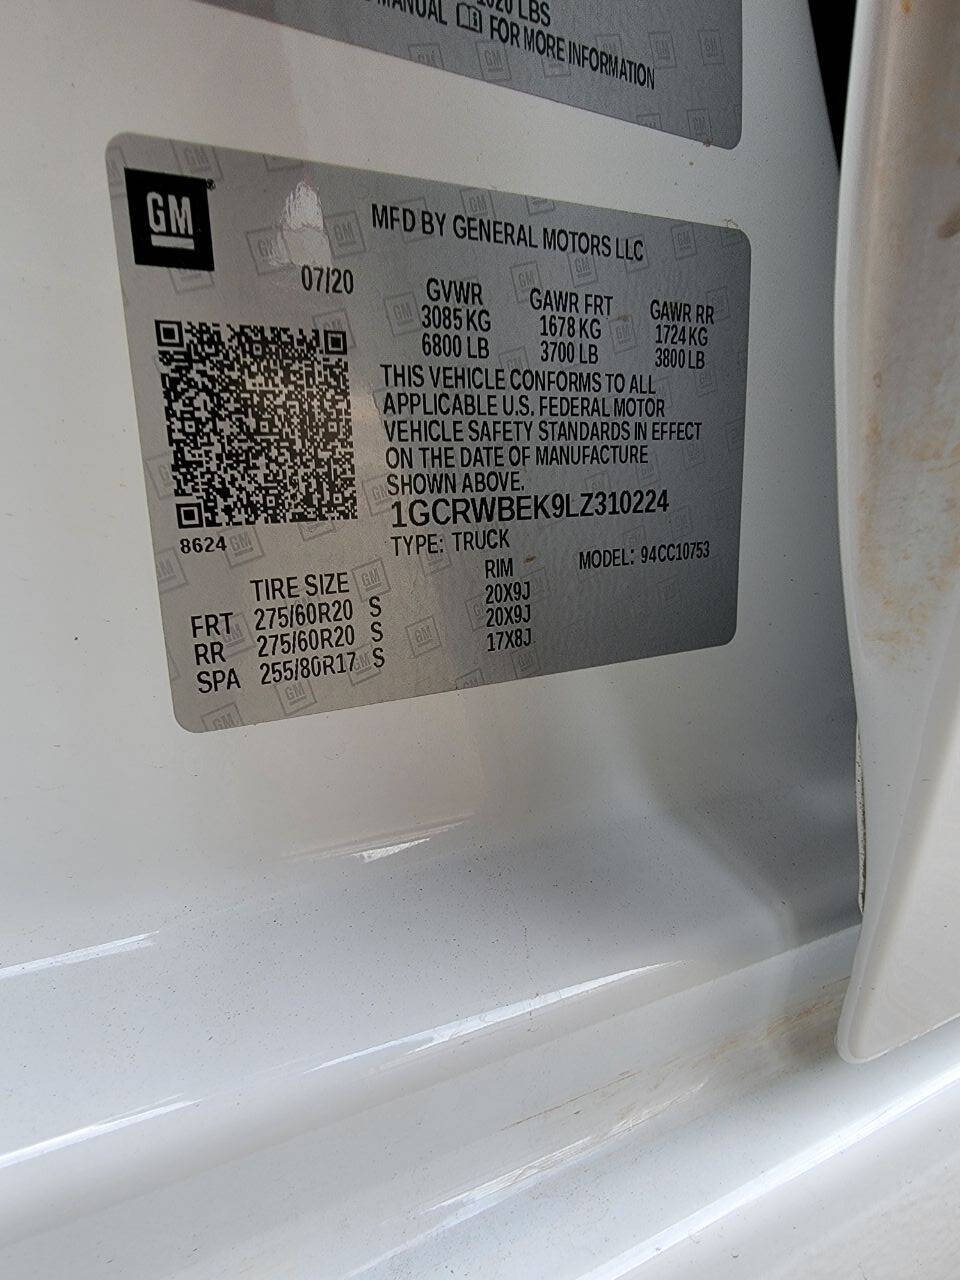 1020 LBS
MANUAL FOR MORE INFORMATION
GM
MFD BY GENERAL MOTORS LLC
07/20
GVWR GAWR FRT GAWR RR
3085 KG 1678 KG 1724 KG
6800 LB 3700 LB 3800 LB
THIS VEHICLE CONFORMS TO ALL
APPLICABLE U.S. FEDERAL MOTOR
VEHICLE SAFETY STANDARDS IN EFFECT
ON THE DATE OF MANUFACTURE
SHOWN ABOVE.
1GCRWBEK9LZ310224
8624
TYPE: TRUCK MODEL: 94CC10753
TIRE SIZE RIM
FRT 275/60R20 S 20X9J
RR 275/60R20 S 20X9J
SPA 255/80R17 S 17X8J